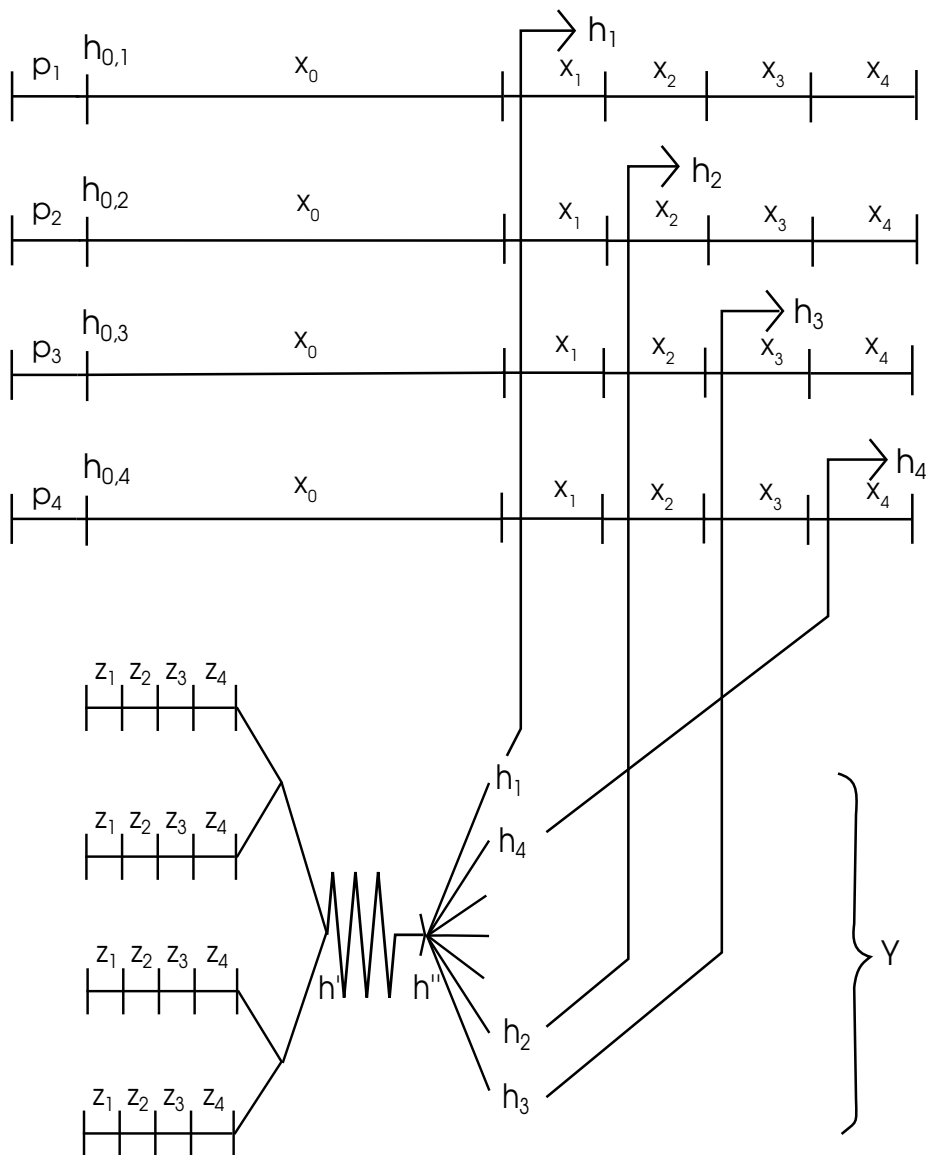 h₁
p₁ h₀,₁ x₀ x₁ x₂ x₃ x₄
h₂
p₂ h₀,₂ x₀ x₁ x₂ x₃ x₄
h₃
p₃ h₀,₃ x₀ x₁ x₂ x₃ x₄
h₄
p₄ h₀,₄ x₀ x₁ x₂ x₃ x₄
z₁ z₂ z₃ z₄
h₁
z₁ z₂ z₃ z₄
h₄
z₁ z₂ z₃ z₄
h' h"
Y
h₂
h₃
z₁ z₂ z₃ z₄